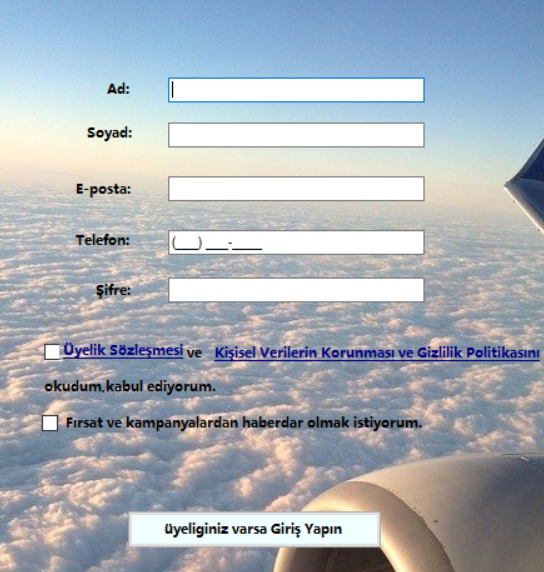 Ad:
Soyad:
E-posta:
Telefon: (___) ___-____
Şifre:
Üyelik Sözleşmesi ve Kişisel Verilerin Korunması ve Gizlilik Politikasını
okudum,kabul ediyorum.
Fırsat ve kampanyalardan haberdar olmak istiyorum.
üyeliginiz varsa Giriş Yapın